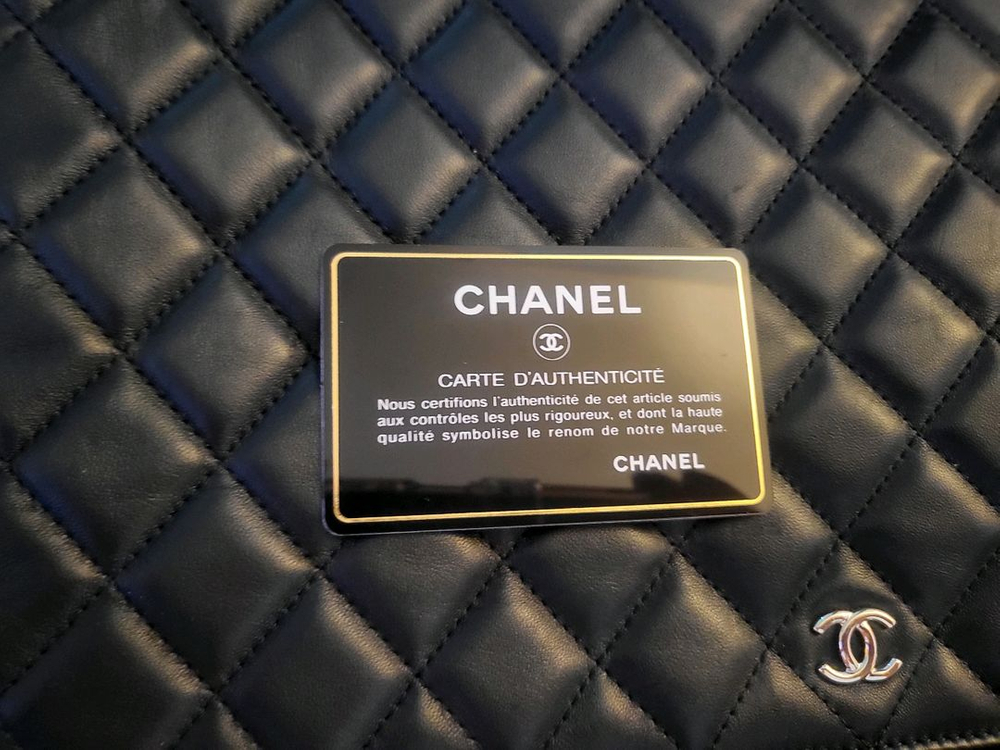 CHANEL
CARTE D'AUTHENTICITÉ
Nous certifions l'authenticité de cet article soumis
aux contrôles les plus rigoureux, et dont la haute
qualité symbolise le renom de notre Marque.
CHANEL